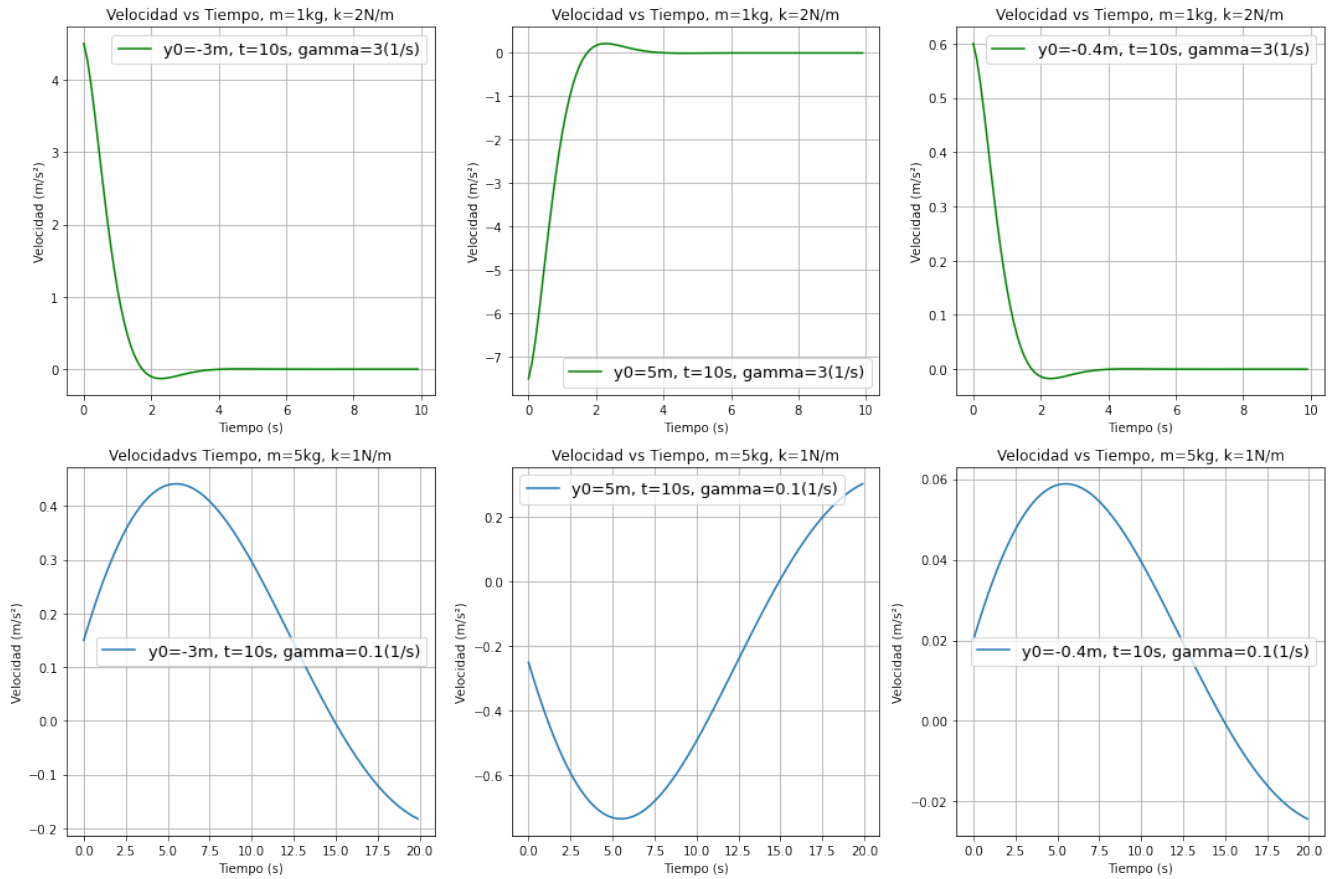 Velocidad vs Tiempo, m=1kg, k=2N/m
y0=-3m, t=10s, gamma=3(1/s)
4
3
2
1
0
Velocidad (m/s²)
0 2 4 6 8 10
Tiempo (s)
Velocidad vs Tiempo, m=1kg, k=2N/m
0
−1
−2
−3
−4
−5
−6
−7
Velocidad (m/s²)
y0=5m, t=10s, gamma=3(1/s)
0 2 4 6 8 10
Tiempo (s)
Velocidad vs Tiempo, m=1kg, k=2N/m
y0=-0.4m, t=10s, gamma=3(1/s)
0.6
0.5
0.4
0.3
0.2
0.1
0.0
Velocidad (m/s²)
0 2 4 6 8 10
Tiempo (s)
Velocidadvs Tiempo, m=5kg, k=1N/m
0.4
0.3
0.2
0.1
0.0
−0.1
−0.2
Velocidad (m/s²)
y0=-3m, t=10s, gamma=0.1(1/s)
0.0 2.5 5.0 7.5 10.0 12.5 15.0 17.5 20.0
Tiempo (s)
Velocidad vs Tiempo, m=5kg, k=1N/m
y0=5m, t=10s, gamma=0.1(1/s)
0.2
0.0
−0.2
−0.4
−0.6
Velocidad (m/s²)
0.0 2.5 5.0 7.5 10.0 12.5 15.0 17.5 20.0
Tiempo (s)
Velocidad vs Tiempo, m=5kg, k=1N/m
0.06
0.04
0.02
0.00
−0.02
Velocidad (m/s²)
y0=-0.4m, t=10s, gamma=0.1(1/s)
0.0 2.5 5.0 7.5 10.0 12.5 15.0 17.5 20.0
Tiempo (s)